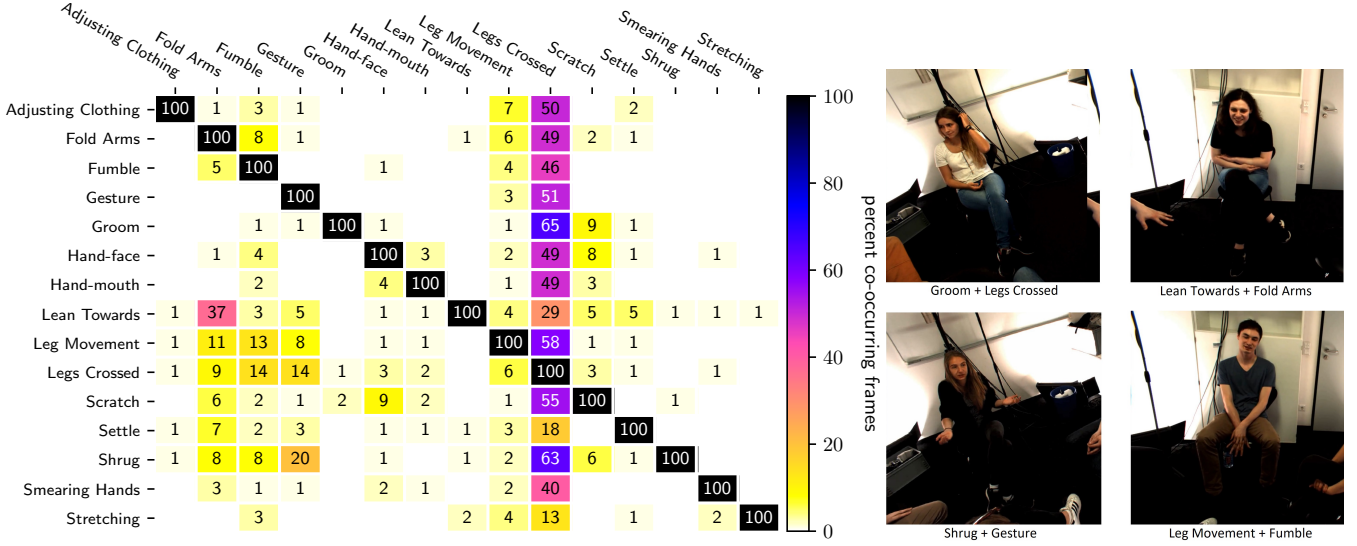 Adjusting Clothing
Fold Arms
Fumble
Gesture
Groom
Hand-face
Hand-mouth
Lean Towards
Leg Movement
Legs Crossed
Scratch
Settle
Shrug
Smearing Hands
Stretching
Adjusting Clothing 100 1 3 1 7 50 2
Fold Arms 100 8 1 1 6 49 2 1
Fumble 5 100 1 4 46
Gesture 100 3 51
Groom 1 1 100 1 1 65 9 1
Hand-face 1 4 100 3 2 49 8 1 1
Hand-mouth 2 4 100 1 49 3
Lean Towards 1 37 3 5 1 1 100 4 29 5 5 1 1 1
Leg Movement 1 11 13 8 1 1 100 58 1 1
Legs Crossed 1 9 14 14 1 3 2 6 100 3 1 1
Scratch 6 2 1 2 9 2 1 55 100 1
Settle 1 7 2 3 1 1 1 3 18 100
Shrug 1 8 8 20 1 1 2 63 6 1 100
Smearing Hands 3 1 1 2 1 2 40 100
Stretching 3 2 4 13 1 2 100
100
80
60
40
20
0
percent co-occurring frames
Groom + Legs Crossed
Lean Towards + Fold Arms
Shrug + Gesture
Leg Movement + Fumble